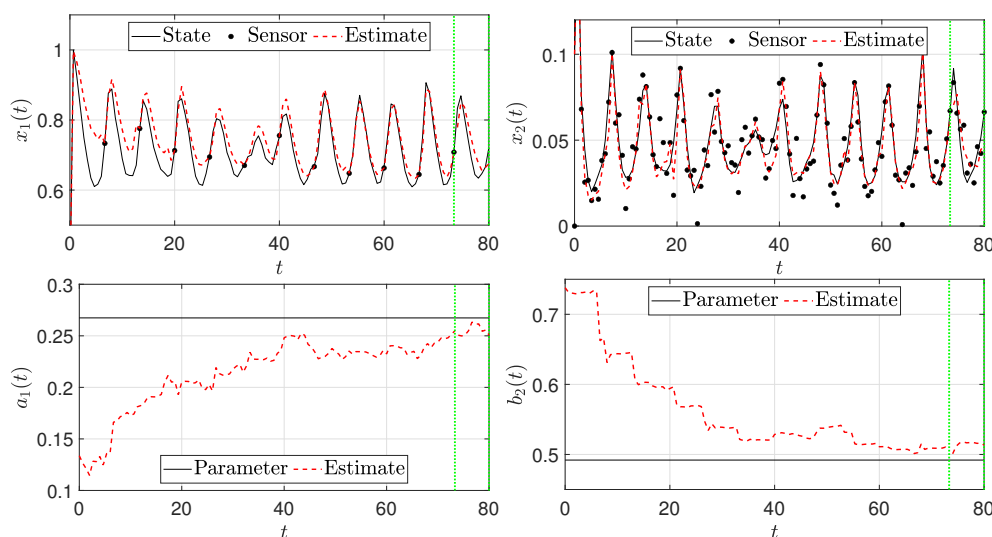 State Sensor Estimate
1
0.8
0.6
x₁(t)
0 20 40 60 80
t
State Sensor Estimate
0.1
0.05
0
x₂(t)
0 20 40 60 80
t
0.3
0.25
0.2
0.15
0.1
a₁(t)
Parameter Estimate
0 20 40 60 80
t
Parameter Estimate
0.7
0.6
0.5
b₂(t)
0 20 40 60 80
t